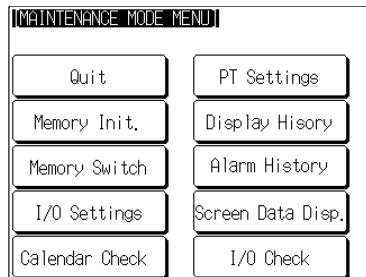 [MAINTENANCE MODE MENU]
Quit
PT Settings
Memory Init.
Display Hisory
Memory Switch
Alarm History
I/O Settings
Screen Data Disp.
Calendar Check
I/O Check